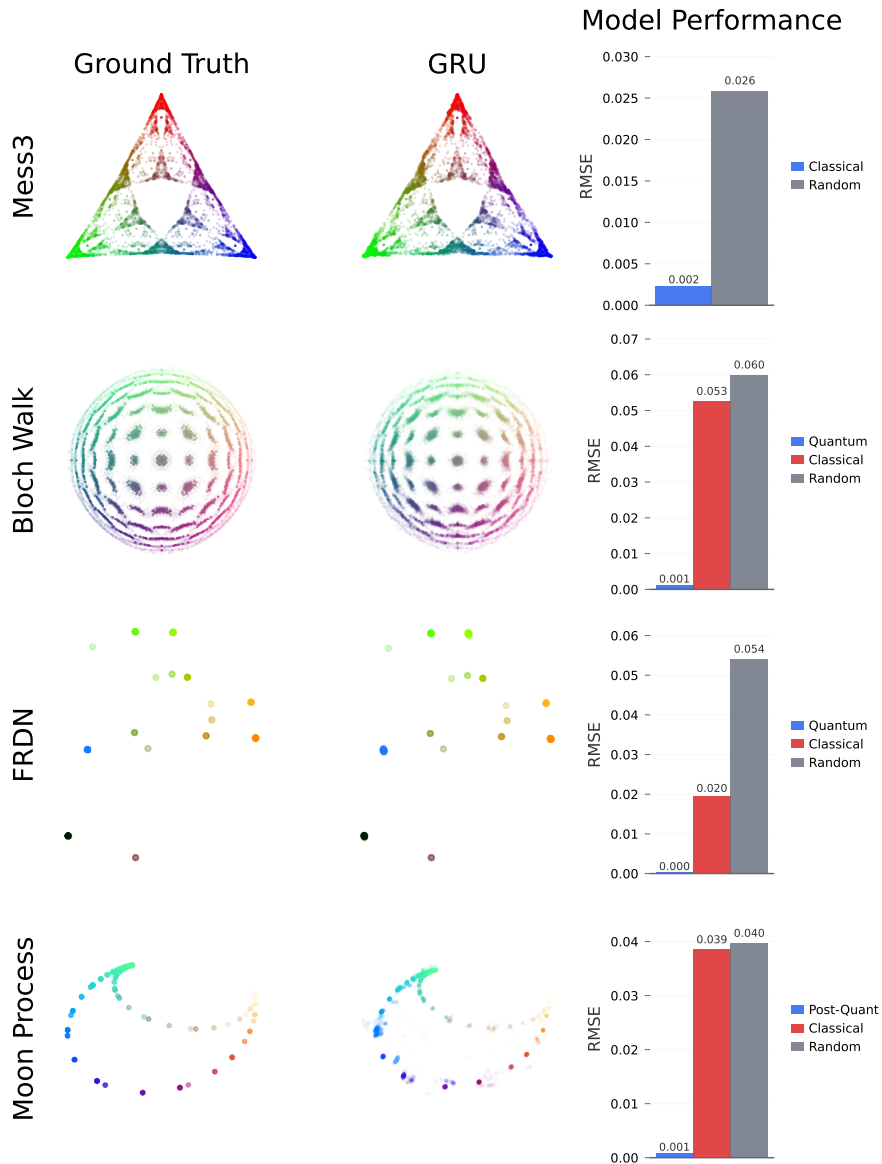 Model Performance
Ground Truth
GRU
Mess3
0.030
0.025
0.020
0.015
0.010
0.005
0.000
RMSE
0.002
0.026
Classical
Random
Bloch Walk
0.07
0.06
0.05
0.04
0.03
0.02
0.01
0.00
RMSE
0.001
0.053
0.060
Quantum
Classical
Random
FRDN
0.06
0.05
0.04
0.03
0.02
0.01
0.00
RMSE
0.000
0.020
0.054
Quantum
Classical
Random
Moon Process
0.04
0.03
0.02
0.01
0.00
RMSE
0.001
0.039
0.040
Post-Quant
Classical
Random